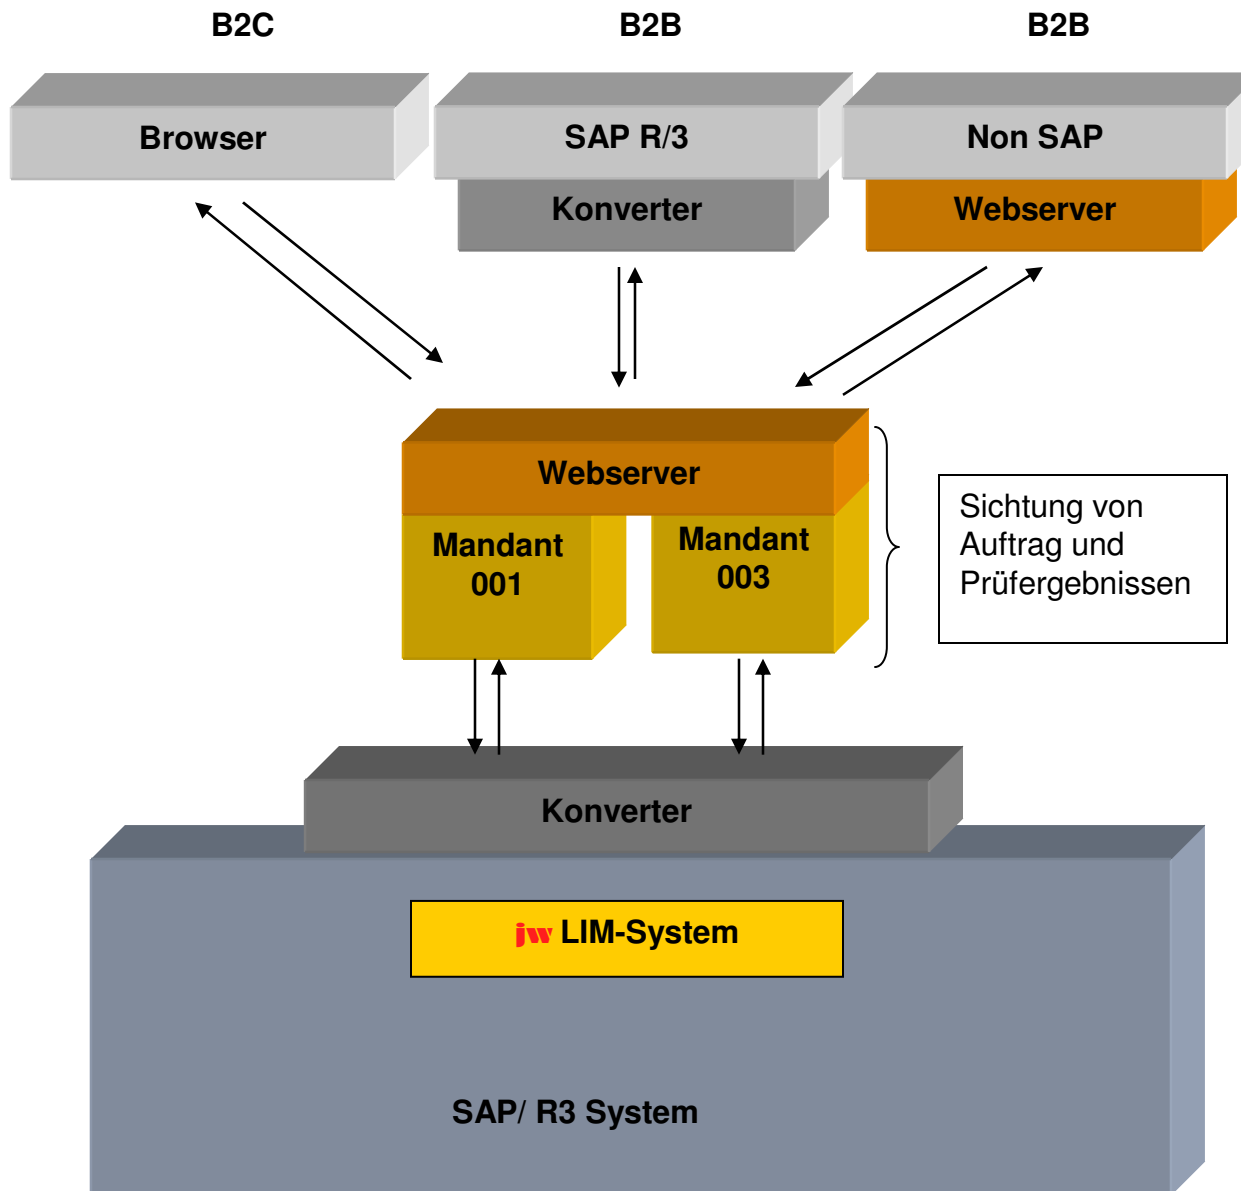 B2C B2B B2B
Browser SAP R/3 Non SAP
Konverter Webserver
Webserver
Mandant
001
Mandant
003
Sichtung von
Auftrag und
Prüfergebnissen
Konverter
jw LIM-System
SAP/ R3 System